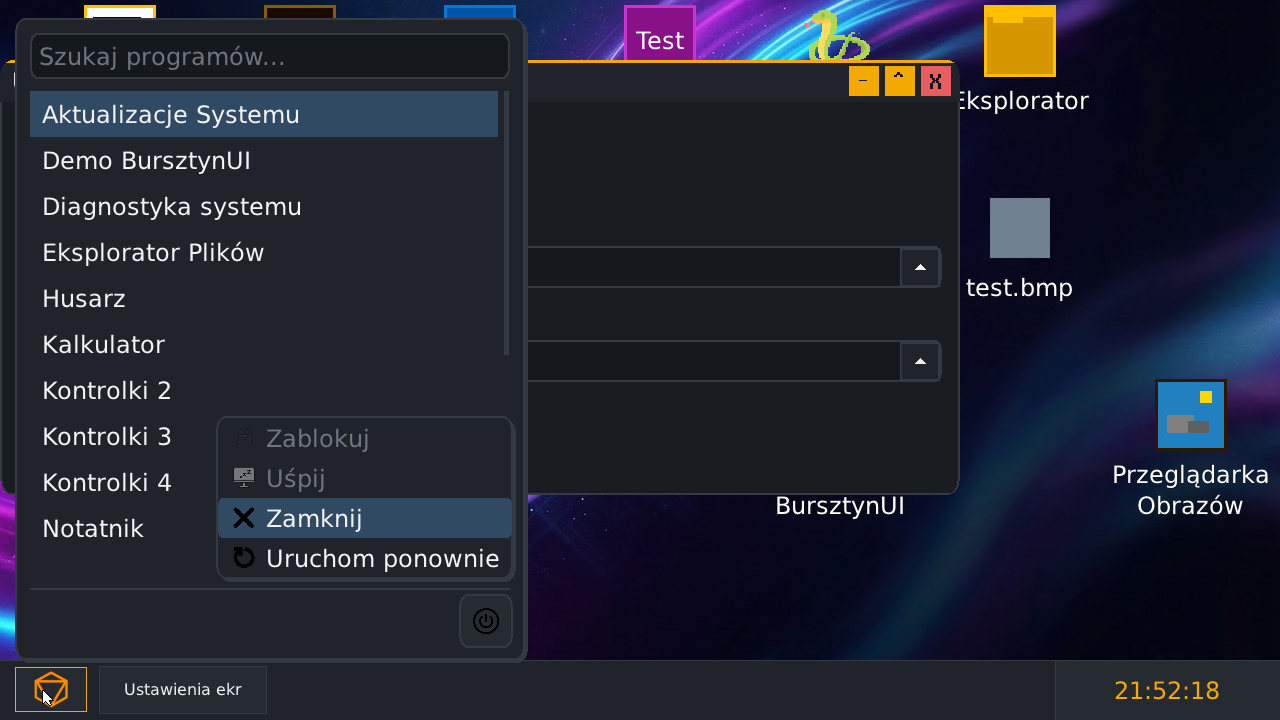 Test
Szukaj programów...
Aktualizacje Systemu
Demo BursztynUI
Diagnostyka systemu
Eksplorator Plików
Husarz
Kalkulator
Kontrolki 2
Kontrolki 3
Kontrolki 4
Notatnik
Zablokuj
Uśpij
Zamknij
Uruchom ponownie
Eksplorator
test.bmp
Przeglądarka
Obrazów
BursztynUI
Ustawienia ekr
21:52:18